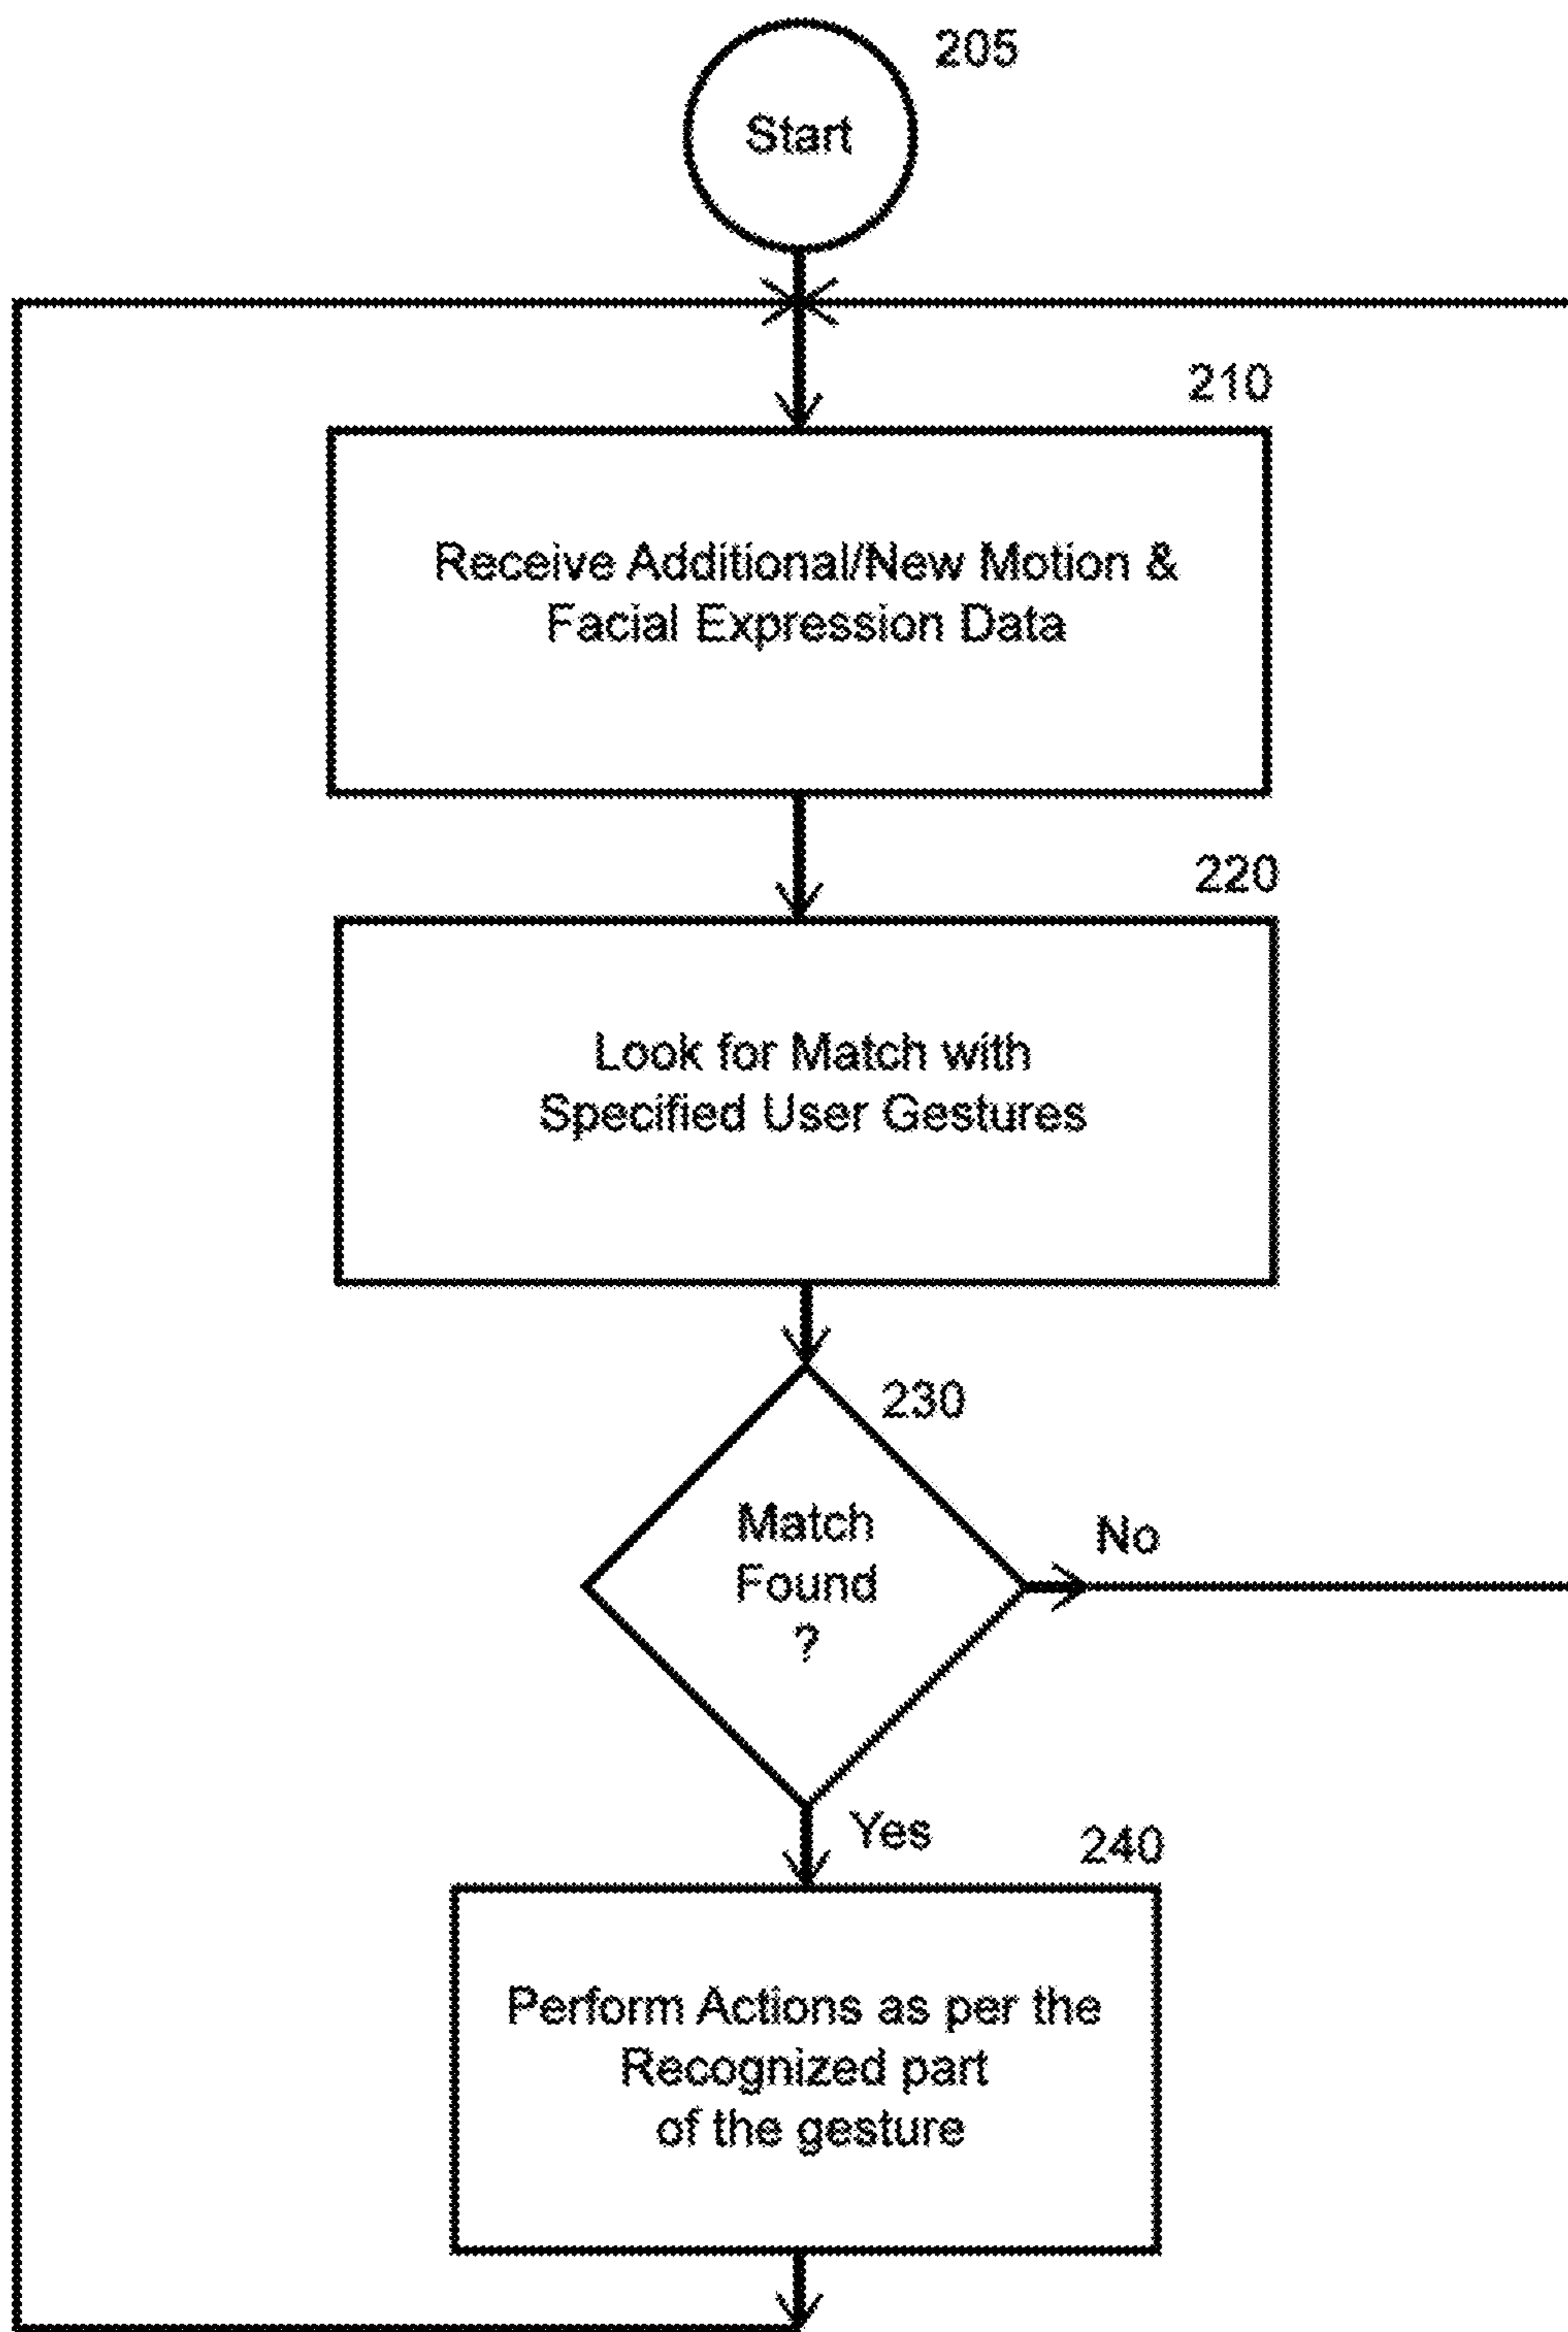 205
Start
210
Receive Additional/New Motion &
Facial Expression Data
220
Look for Match with
Specified User Gestures
230
Match
Found
?
No
Yes
240
Perform Actions as per the
Recognized part
of the gesture